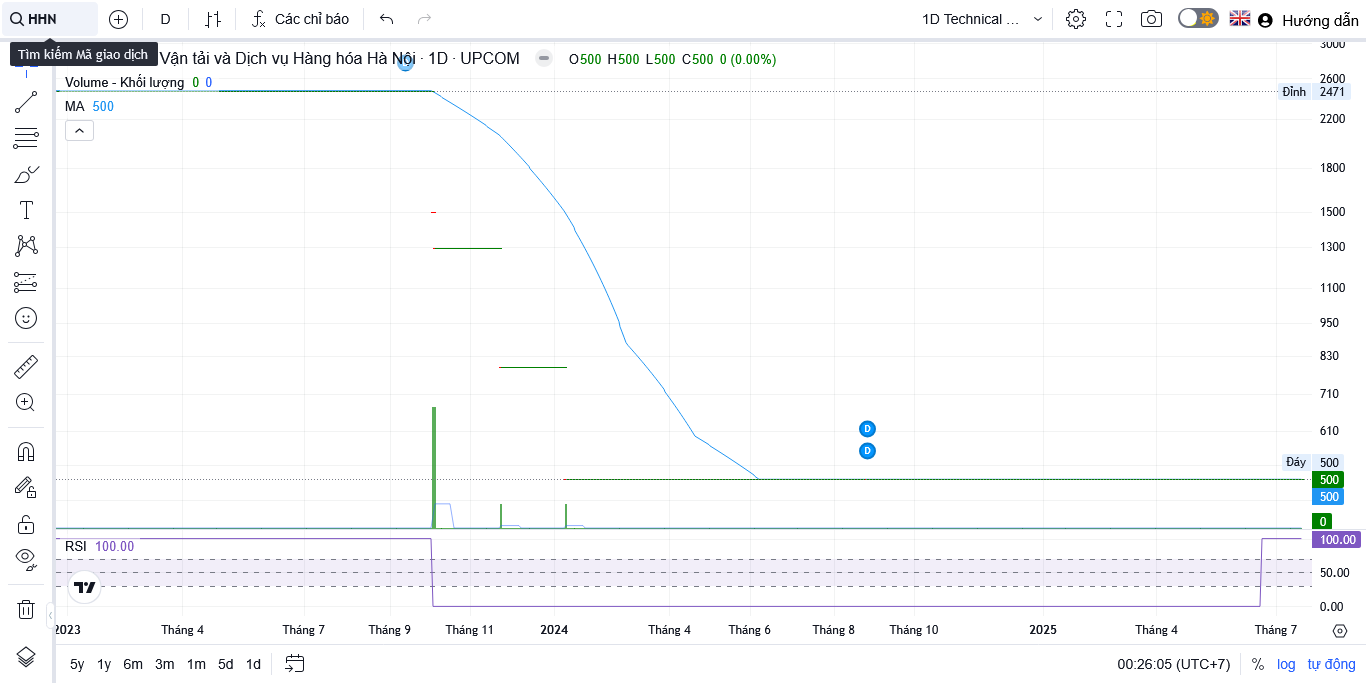 HHN
D
Các chỉ báo
1D Technical ...
Hướng dẫn
Tìm kiếm Mã giao dịch
Vận tải và Dịch vụ Hàng hóa Hà Nội · 1D · UPCOM
O500 H500 L500 C500 0 (0.00%)
Volume - Khối lượng 0 0
MA 500
3000
2600
Đỉnh 2471
2200
1800
1500
1300
1100
950
830
710
610
D
D
Đáy 500
500
500
0
RSI 100.00
100.00
50.00
0.00
2023
Tháng 4
Tháng 7
Tháng 9
Tháng 11
2024
Tháng 4
Tháng 6
Tháng 8
Tháng 10
2025
Tháng 4
Tháng 7
5y 1y 6m 3m 1m 5d 1d
00:26:05 (UTC+7)
% log tự động